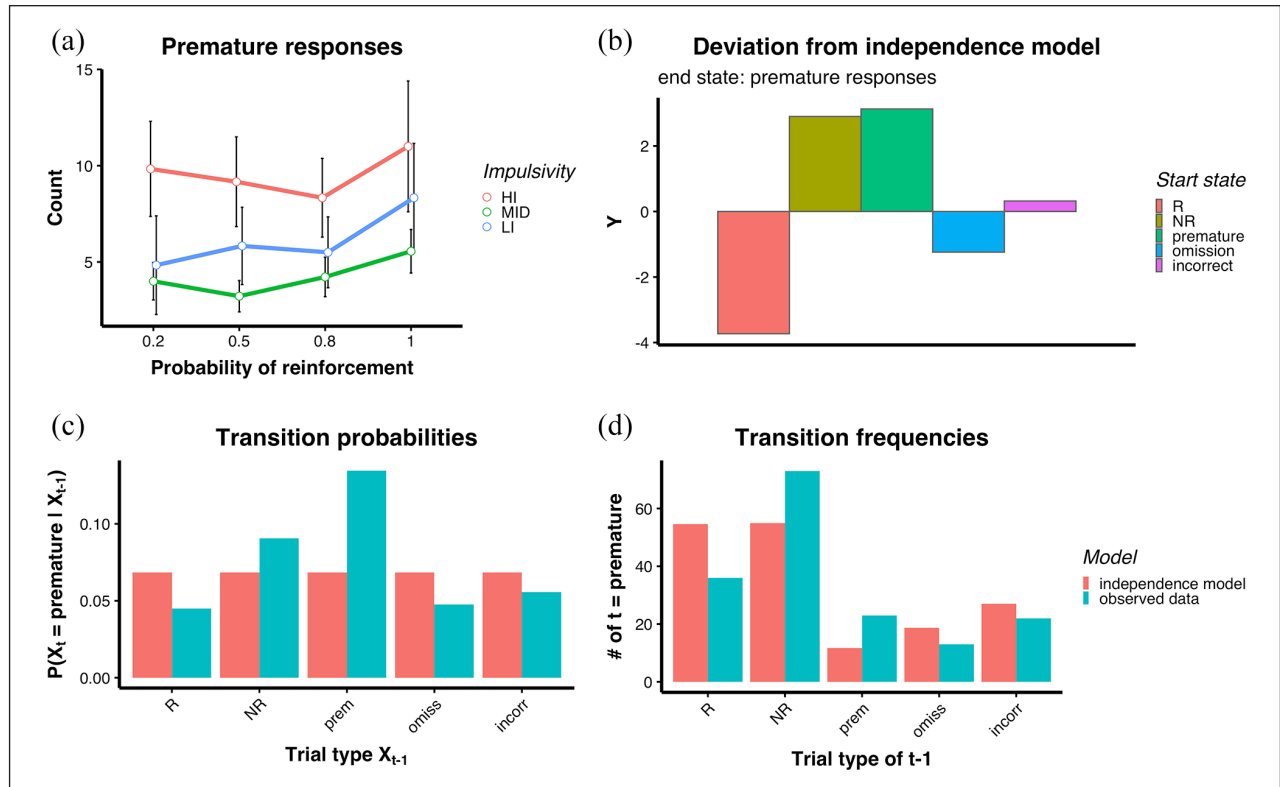 (a)
Premature responses
15
10
5
Count
0.2 0.5 0.8 1
Probability of reinforcement
Impulsivity
HI
MID
LI
(b)
Deviation from independence model
end state: premature responses
2
0
-2
-4
Y
Start state
R
NR
premature
omission
incorrect
(c)
Transition probabilities
0.10
0.05
0.00
P(Xt = premature | Xt-1)
R NR prem omiss incorr
Trial type Xt-1
(d)
Transition frequencies
60
40
20
0
# of t = premature
R NR prem omiss incorr
Trial type of t-1
Model
independence model
observed data